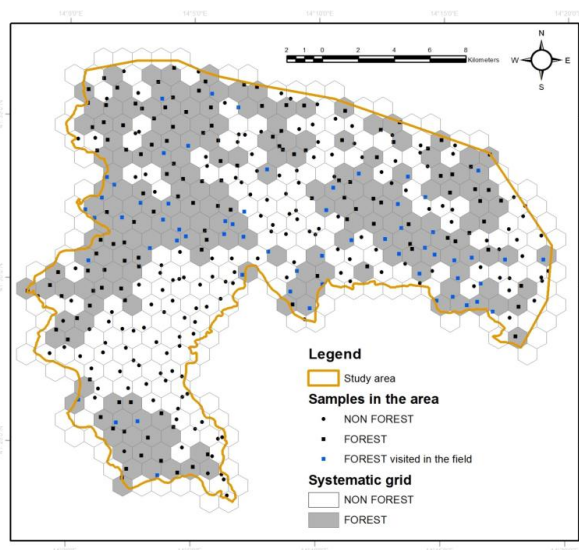 N
W E
S
2 1 0 2 4 6 8
Kilometers
Legend
Study area
Samples in the area
NON FOREST
FOREST
FOREST visited in the field
Systematic grid
NON FOREST
FOREST